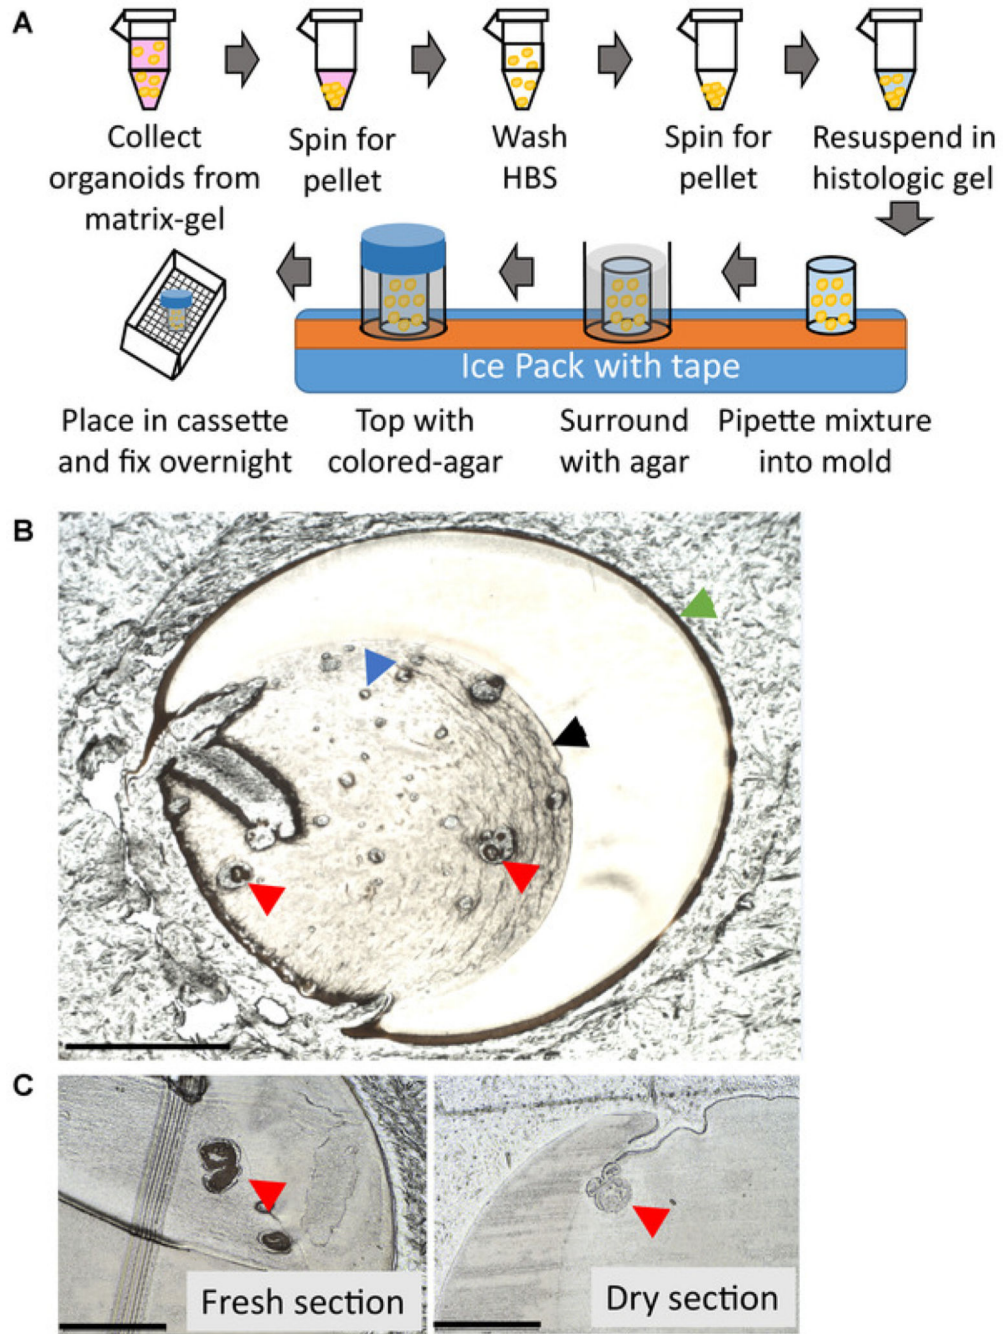 A
Collect
organoids from
matrix-gel
Spin for
pellet
Wash
HBS
Spin for
pellet
Resuspend in
histologic gel
Ice Pack with tape
Place in cassette
and fix overnight
Top with
colored-agar
Surround
with agar
Pipette mixture
into mold
B
C
Fresh section
Dry section